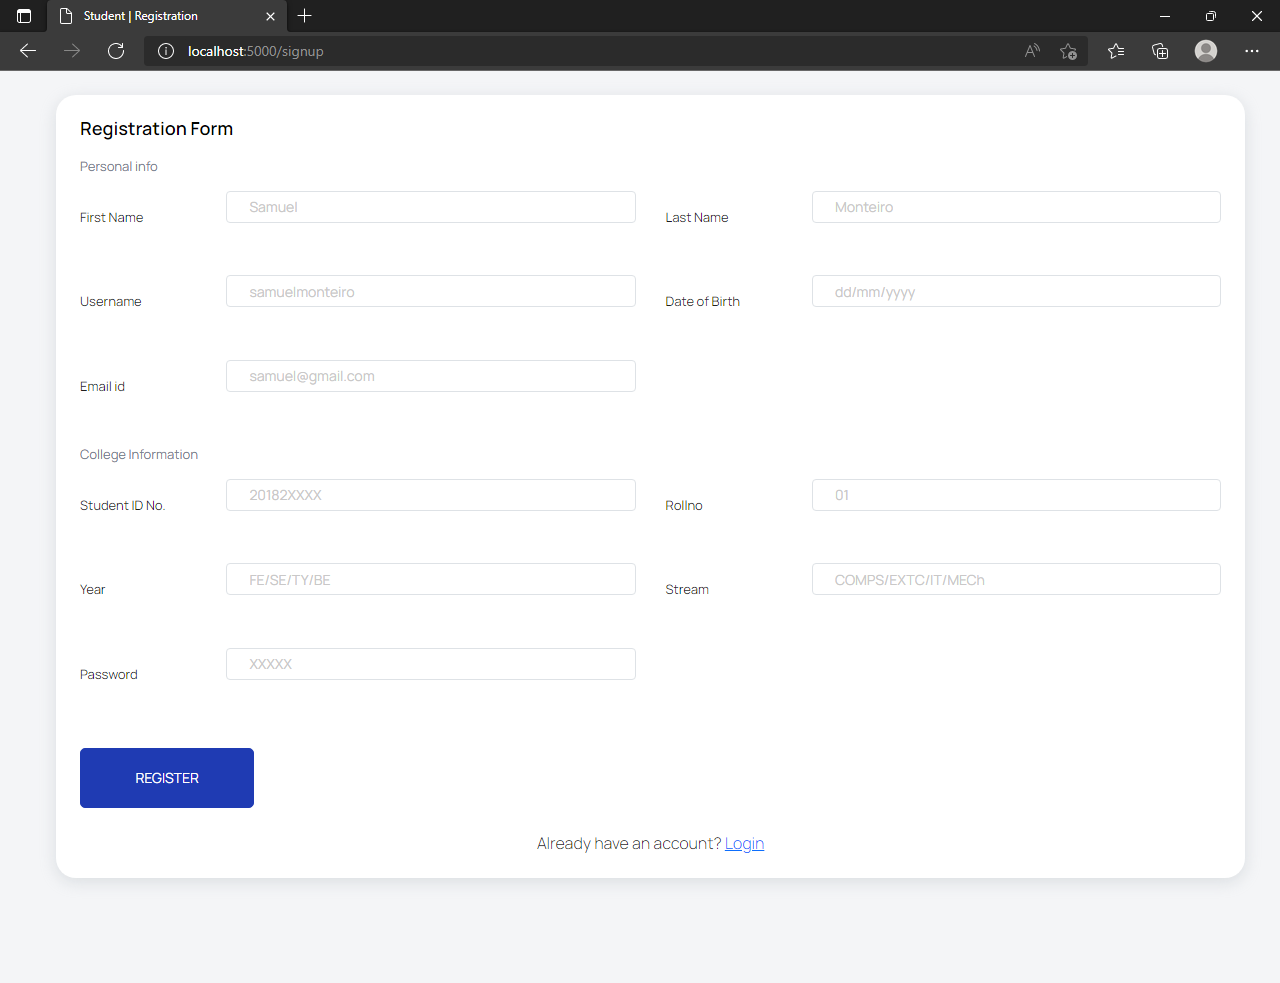 Student | Registration
localhost:5000/signup
Registration Form
Personal info
First Name Samuel Last Name Monteiro
Username samuelmonteiro Date of Birth dd/mm/yyyy
Email id samuel@gmail.com
College Information
Student ID No. 20182XXXX Rollno 01
Year FE/SE/TY/BE Stream COMPS/EXTC/IT/MECh
Password XXXXX
REGISTER
Already have an account? Login